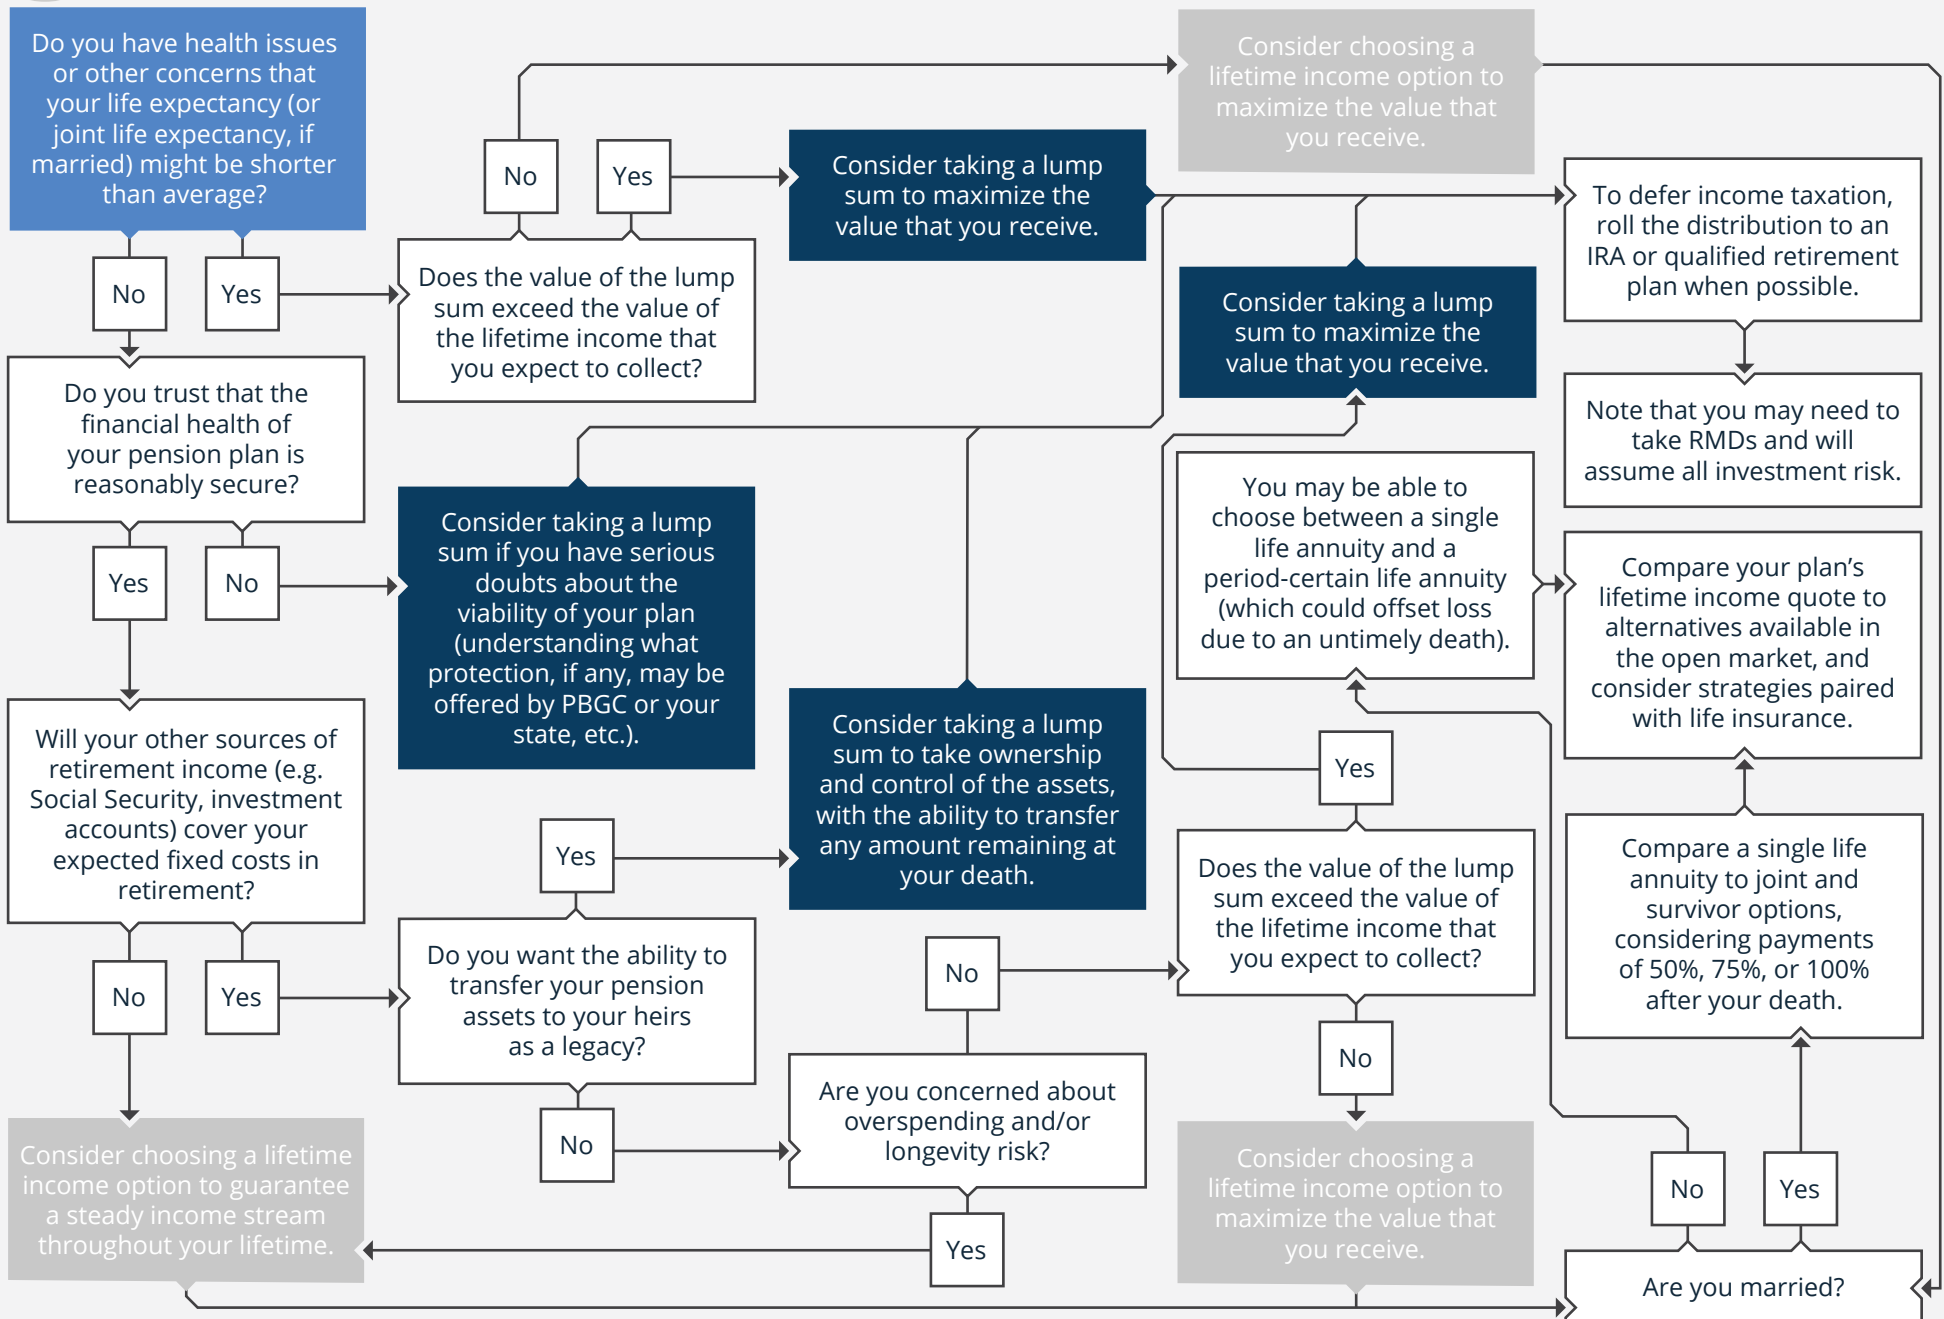 Do you have health issues
or other concerns that
your life expectancy (or
joint life expectancy, if
married) might be shorter
than average?
No
Yes
Does the value of the lump
sum exceed the value of
the lifetime income that
you expect to collect?
No
Yes
Consider taking a lump
sum to maximize the
value that you receive.
Consider choosing a
lifetime income option to
maximize the value that
you receive.
To defer income taxation,
roll the distribution to an
IRA or qualified retirement
plan when possible.
Consider taking a lump
sum to maximize the
value that you receive.
Note that you may need to
take RMDs and will
assume all investment risk.
Do you trust that the
financial health of
your pension plan is
reasonably secure?
Yes
No
Consider taking a lump
sum if you have serious
doubts about the
viability of your plan
(understanding what
protection, if any, may be
offered by PBGC or your
state, etc.).
You may be able to
choose between a single
life annuity and a
period-certain life annuity
(which could offset loss
due to an untimely death).
Compare your plan’s
lifetime income quote to
alternatives available in
the open market, and
consider strategies paired
with life insurance.
Will your other sources of
retirement income (e.g.
Social Security, investment
accounts) cover your
expected fixed costs in
retirement?
No
Yes
Do you want the ability to
transfer your pension
assets to your heirs
as a legacy?
Yes
No
Consider taking a lump
sum to take ownership
and control of the assets,
with the ability to transfer
any amount remaining at
your death.
Are you concerned about
overspending and/or
longevity risk?
No
Yes
Does the value of the lump
sum exceed the value of
the lifetime income that
you expect to collect?
Yes
No
Compare a single life
annuity to joint and
survivor options,
considering payments
of 50%, 75%, or 100%
after your death.
Consider choosing a lifetime
income option to guarantee
a steady income stream
throughout your lifetime.
Consider choosing a
lifetime income option to
maximize the value that
you receive.
No
Yes
Are you married?